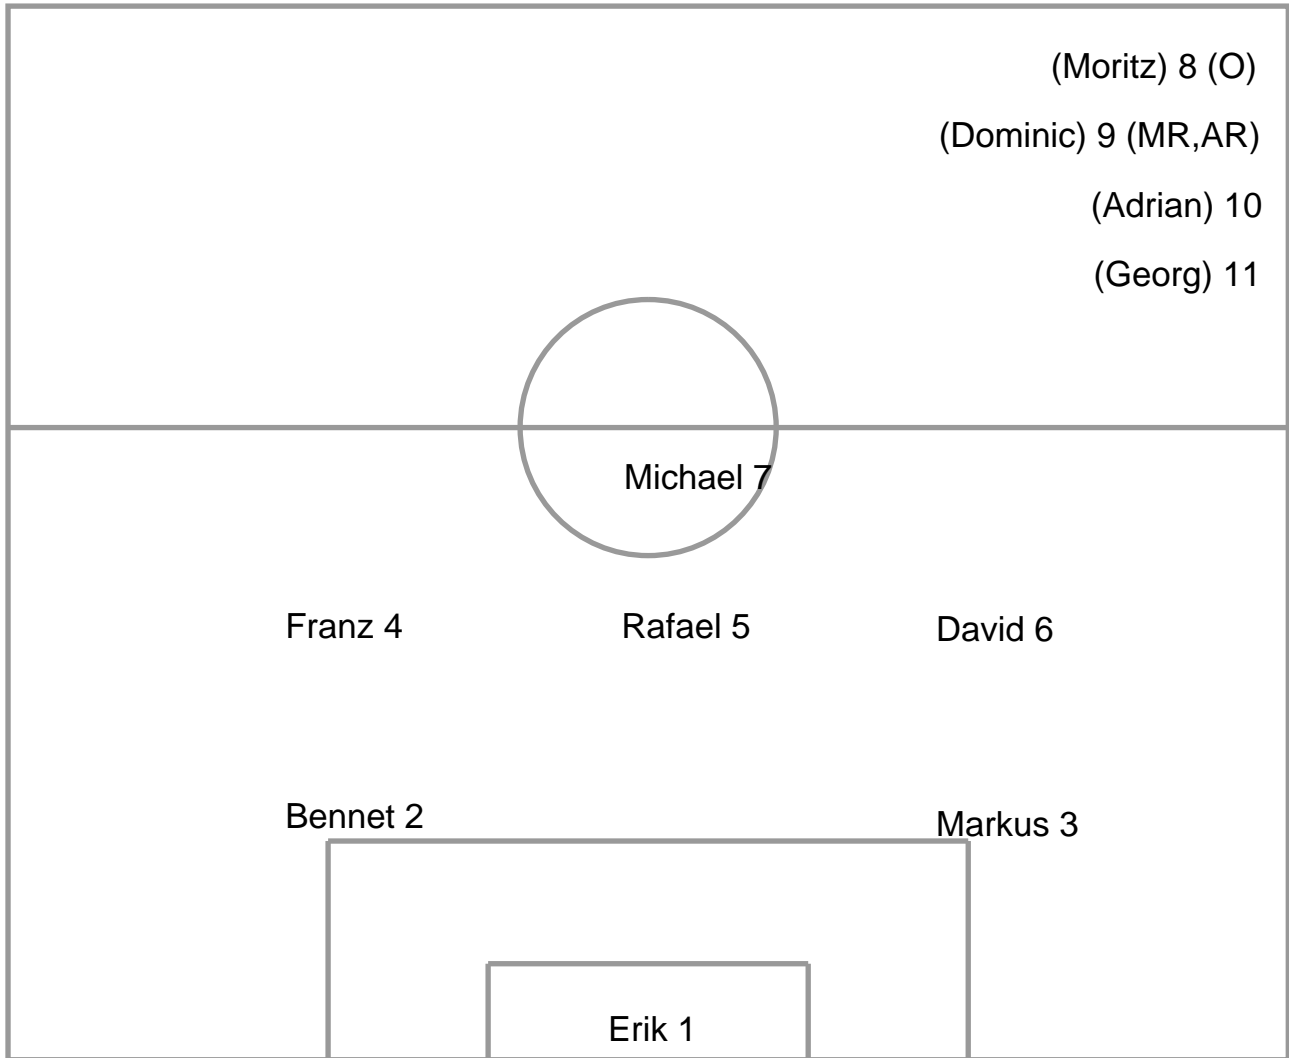 (Moritz) 8 (O)
(Dominic) 9 (MR,AR)
(Adrian) 10
(Georg) 11
Michael 7
Franz 4
Rafael 5
David 6
Bennet 2
Markus 3
Erik 1